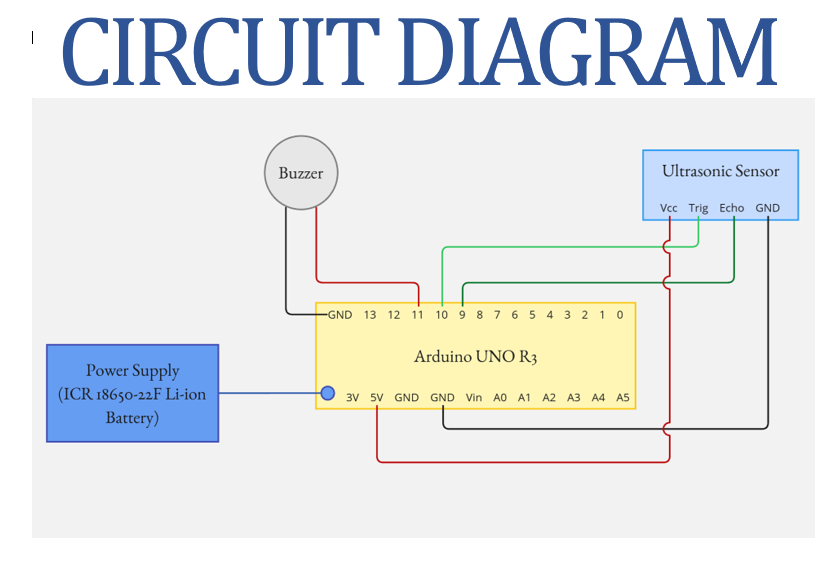 CIRCUIT DIAGRAM
Buzzer
Ultrasonic Sensor
Vcc Trig Echo GND
GND 13 12 11 10 9 8 7 6 5 4 3 2 1 0
Arduino UNO R3
Power Supply
(ICR 18650-22F Li-ion
Battery)
3V 5V GND GND Vin A0 A1 A2 A3 A4 A5